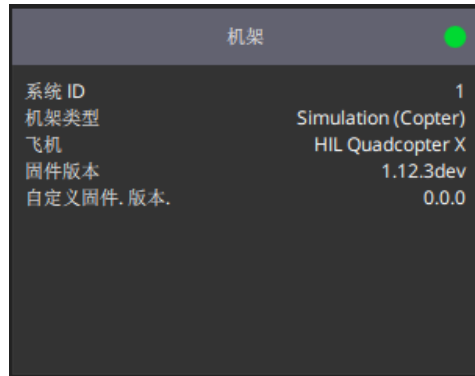 机架
系统 ID 1
机架类型 Simulation (Copter)
飞机 HIL Quadcopter X
固件版本 1.12.3dev
自定义固件. 版本. 0.0.0